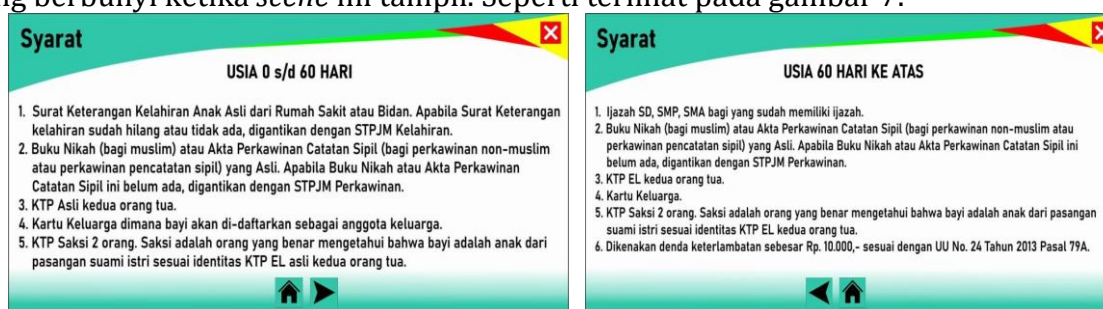 ng berbunyi ketika scene ini tampil. Seperti terlihat pada gambar 7.
Syarat
USIA 0 s/d 60 HARI
1. Surat Keterangan Kelahiran Anak Asli dari Rumah Sakit atau Bidan. Apabila Surat Keterangan
kelahiran sudah hilang atau tidak ada, digantikan dengan STPJM Kelahiran.
2. Buku Nikah (bagi muslim) atau Akta Perkawinan Catatan Sipil (bagi perkawinan non-muslim
atau perkawinan pencatatan sipil) yang Asli. Apabila Buku Nikah atau Akta Perkawinan
Catatan Sipil ini belum ada, digantikan dengan STPJM Perkawinan.
3. KTP Asli kedua orang tua.
4. Kartu Keluarga dimana bayi akan di-daftarkan sebagai anggota keluarga.
5. KTP Saksi 2 orang. Saksi adalah orang yang benar mengetahui bahwa bayi adalah anak dari
pasangan suami istri sesuai identitas KTP EL asli kedua orang tua.
Syarat
USIA 60 HARI KE ATAS
1. Ijazah SD, SMP, SMA bagi yang sudah memiliki ijazah.
2. Buku Nikah (bagi muslim) atau Akta Perkawinan Catatan Sipil (bagi perkawinan non-muslim atau
perkawinan pencatatan sipil) yang Asli. Apabila Buku Nikah atau Akta Perkawinan Catatan Sipil ini
belum ada, digantikan dengan STPJM Perkawinan.
3. KTP EL kedua orang tua.
4. Kartu Keluarga.
5. KTP Saksi 2 orang. Saksi adalah orang yang benar mengetahui bahwa bayi adalah anak dari pasangan
suami istri sesuai identitas KTP EL kedua orang tua.
6. Dikenakan denda keterlambatan sebesar Rp. 10.000,- sesuai dengan UU No. 24 Tahun 2013 Pasal 79A.